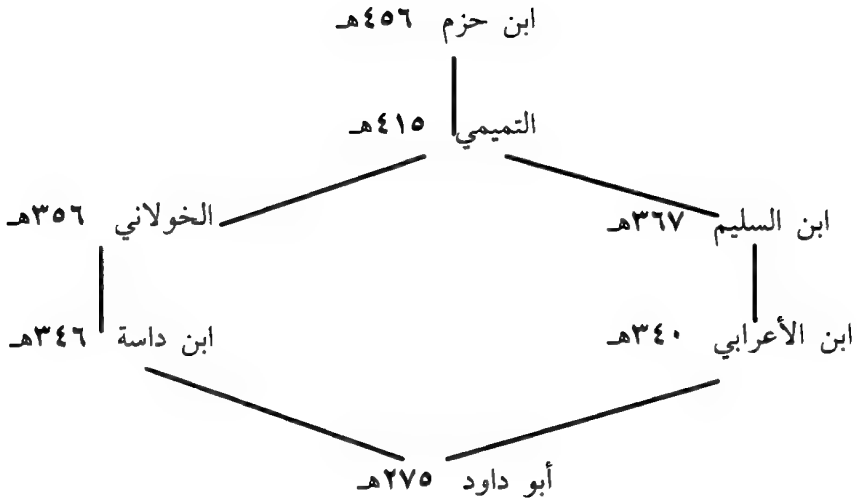 ابن حزم ٤٥٦هـ
التميمي ٤١٥هـ
ابن السليم ٣٦٧هـ الخولاني ٣٥٦هـ
ابن الأعرابي ٣٤٠هـ ابن داسة ٣٤٦هـ
أبو داود ٢٧٥هـ